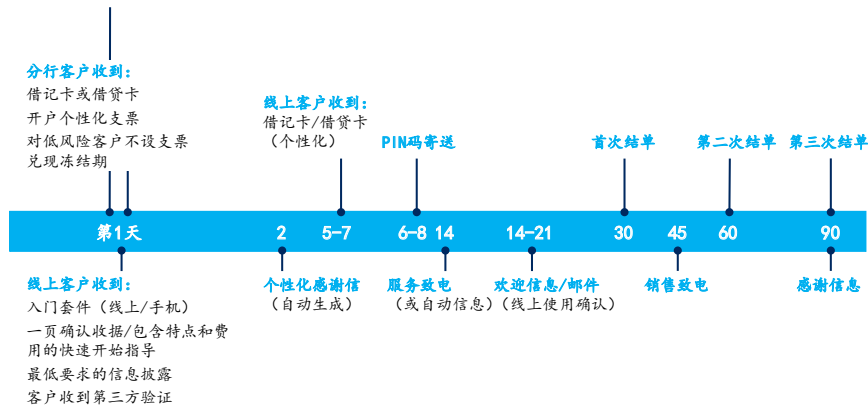 分行客户收到：
借记卡或借贷卡
开户个性化支票
对低风险客户不设支票
兑现冻结期
线上客户收到：
借记卡/借贷卡
（个性化）
PIN码寄送
首次结单
第二次结单
第三次结单
第1天 2 5-7 6-8 14 14-21 30 45 60 90
线上客户收到：
入门套件（线上/手机）
一页确认收据/包含特点和费
用的快速开始指导
最低要求的信息披露
客户收到第三方验证
个性化感谢信
（自动生成）
服务致电
（或自动信息）
欢迎信息/邮件
（线上使用确认）
销售致电
感谢信息